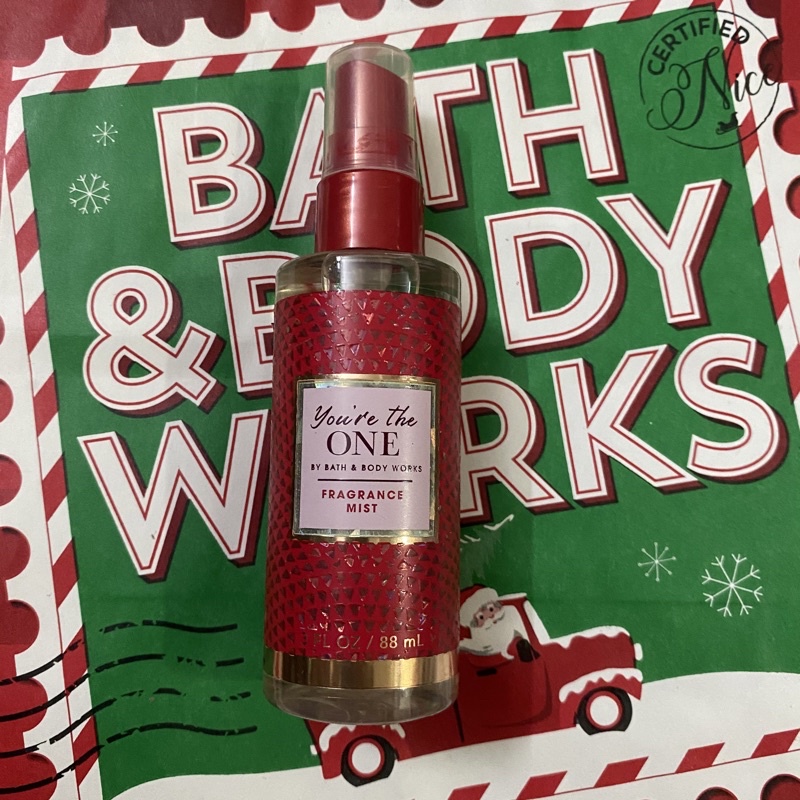 CERTIFIED
Nice
BATH
& BODY
WORKS
You're the
ONE
BY BATH & BODY WORKS
FRAGRANCE
MIST
FL OZ / 88 mL